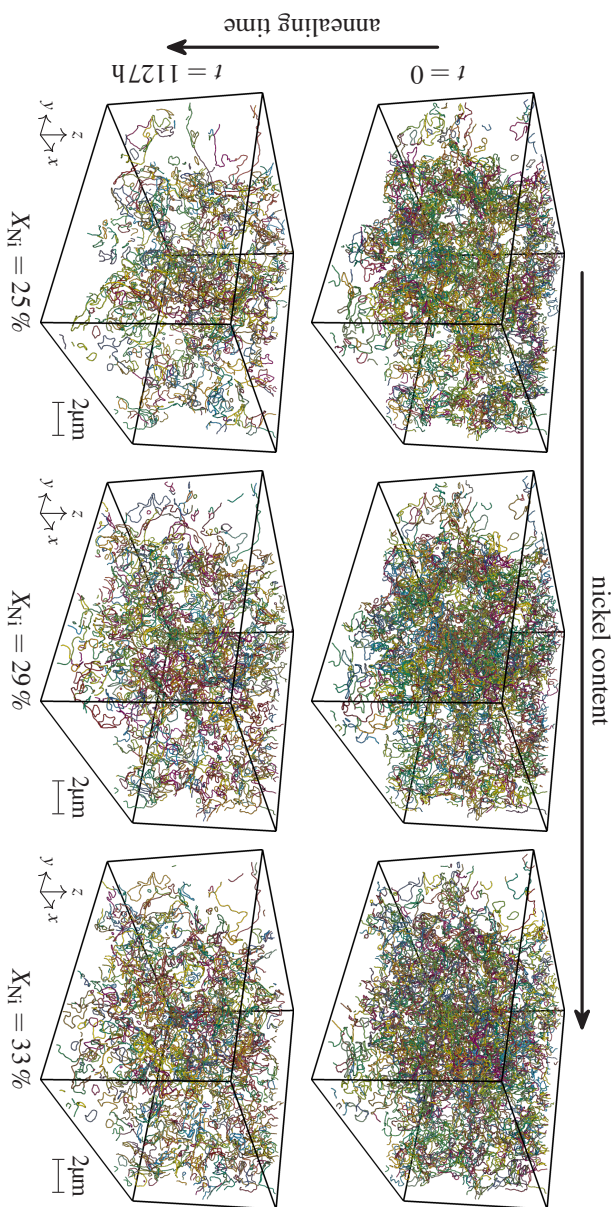 nickel content
annealing time
t = 0
t = 1127h
z
y x
2μm
z
y x
2μm
z
y x
2μm
X_Ni = 25%
X_Ni = 29%
X_Ni = 33%